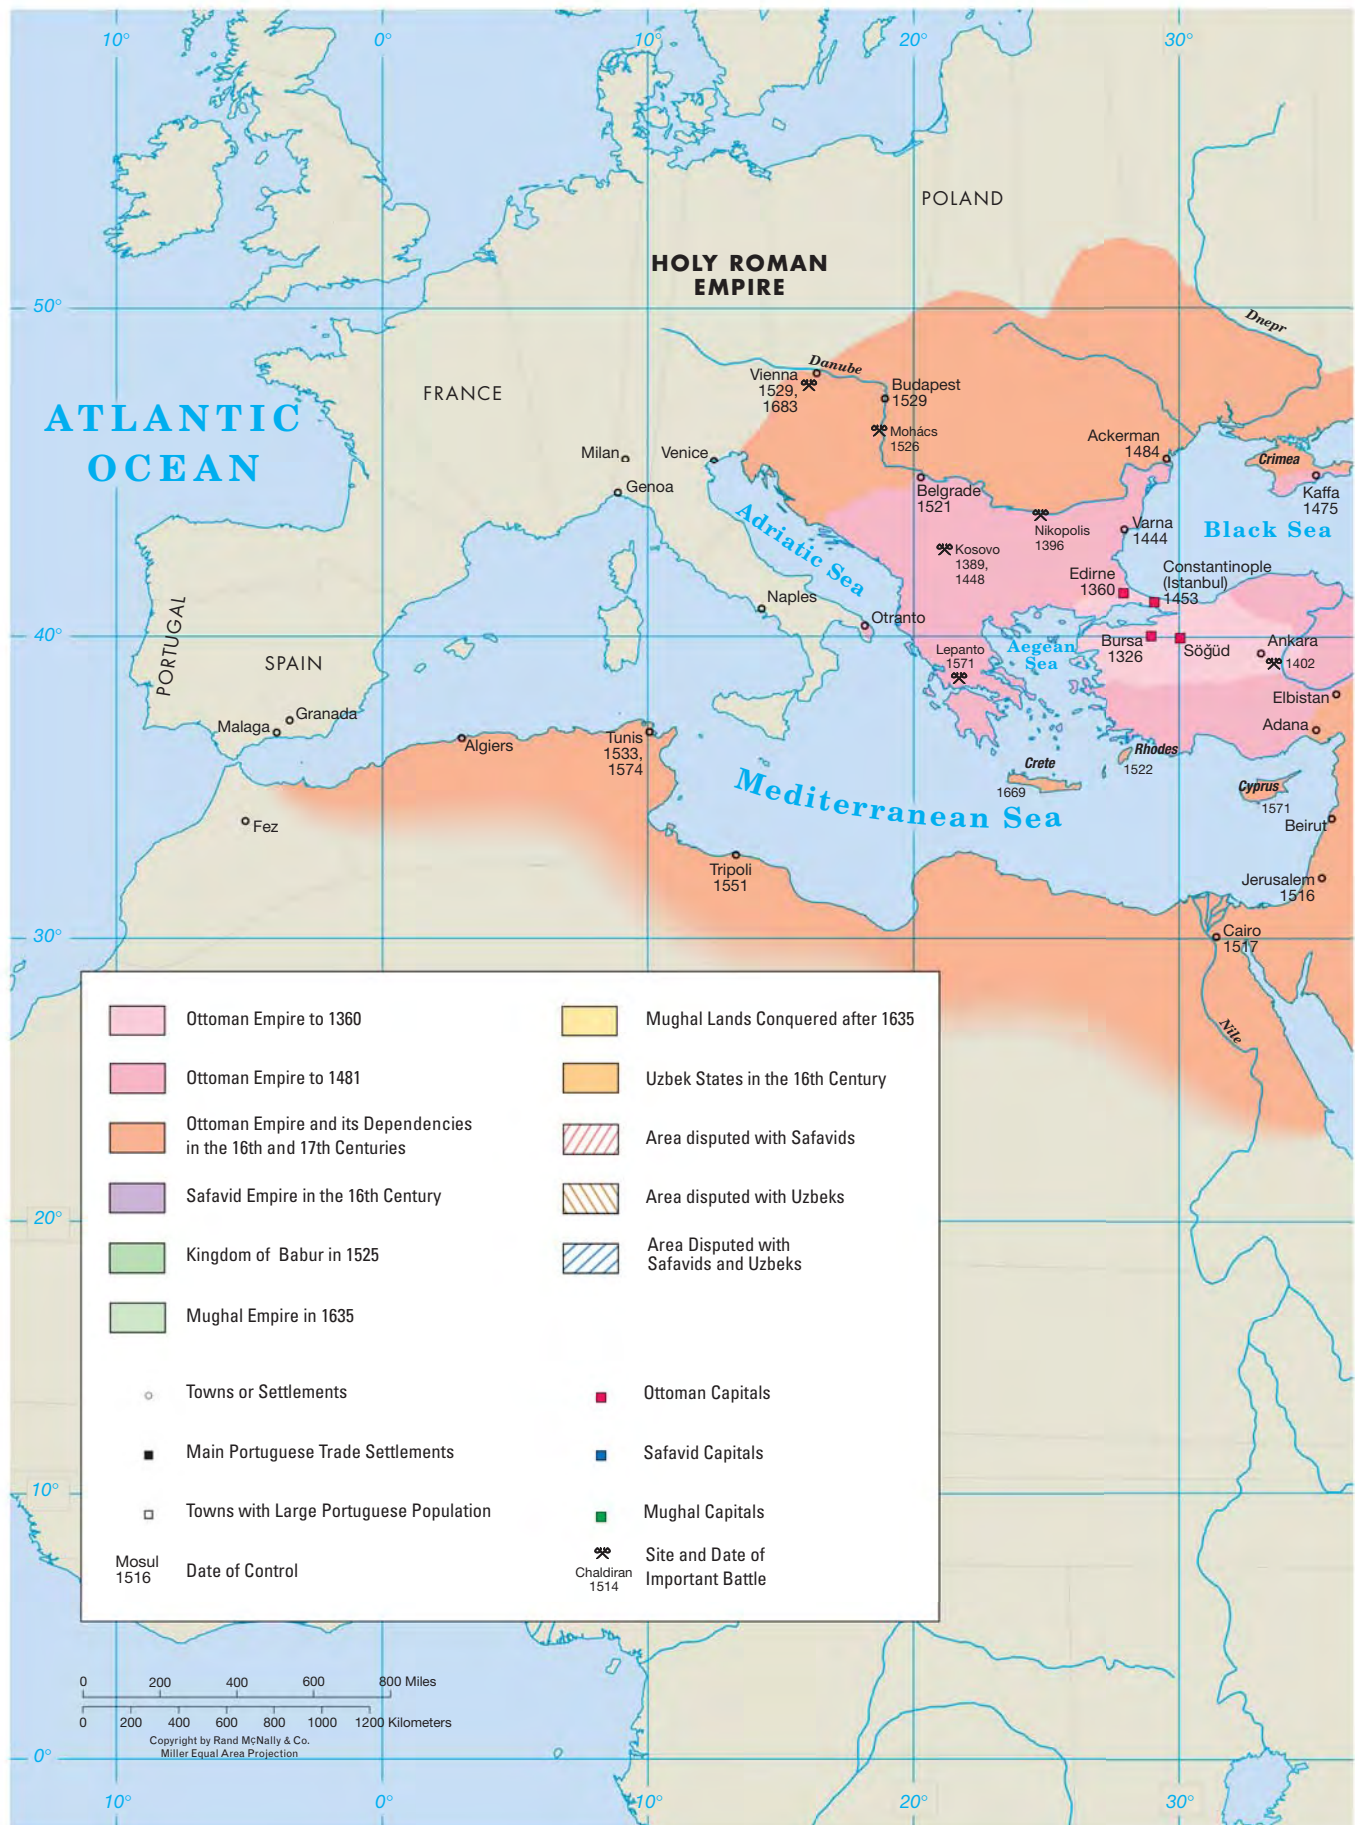 10°
0°
10°
20°
30°
POLAND
HOLY ROMAN
EMPIRE
50°
Dnepr
Danube
Vienna
1529,
1683
Budapest
1529
FRANCE
ATLANTIC
OCEAN
Mohács
1526
Ackerman
1484
Crimea
Milan
Venice
Genoa
Kaffa
1475
Belgrade
1521
Adriatic Sea
Nikopolis
1396
Varna
1444
Black Sea
Kosovo
1389,
1448
Edirne
1360
Constantinople
(Istanbul)
1453
Naples
Otranto
40°
PORTUGAL
SPAIN
Lepanto
1571
Aegean
Sea
Bursa
1326
Söğüd
Ankara
1402
Elbistan
Granada
Malaga
Adana
Algiers
Tunis
1533,
1574
Rhodes
1522
Crete
1669
Cyprus
1571
Mediterranean Sea
Fez
Beirut
Tripoli
1551
Jerusalem
1516
30°
Cairo
1517
Nile
Ottoman Empire to 1360
Ottoman Empire to 1481
Ottoman Empire and its Dependencies
in the 16th and 17th Centuries
Safavid Empire in the 16th Century
Kingdom of Babur in 1525
Mughal Empire in 1635
Mughal Lands Conquered after 1635
Uzbek States in the 16th Century
Area disputed with Safavids
Area disputed with Uzbeks
Area Disputed with
Safavids and Uzbeks
Towns or Settlements
Main Portuguese Trade Settlements
Towns with Large Portuguese Population
Mosul
1516
Date of Control
Ottoman Capitals
Safavid Capitals
Mughal Capitals
Chaldiran
1514
Site and Date of
Important Battle
20°
10°
0 200 400 600 800 Miles
0 200 400 600 800 1000 1200 Kilometers
Copyright by Rand McNally & Co.
Miller Equal Area Projection
0°
10°
0°
10°
20°
30°